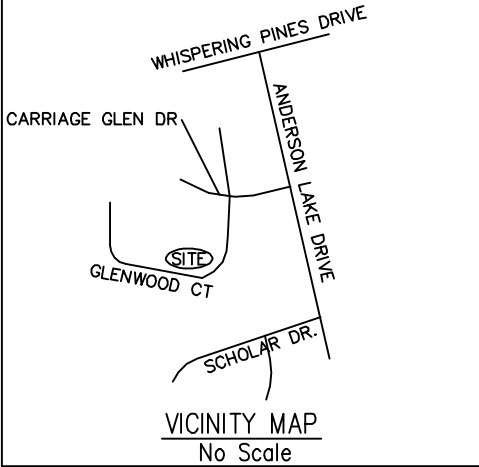 WHISPERING PINES DRIVE
CARRIAGE GLEN DR
ANDERSON LAKE DRIVE
SITE
GLENWOOD CT
SCHOLAR DR.
VICINITY MAP
No Scale